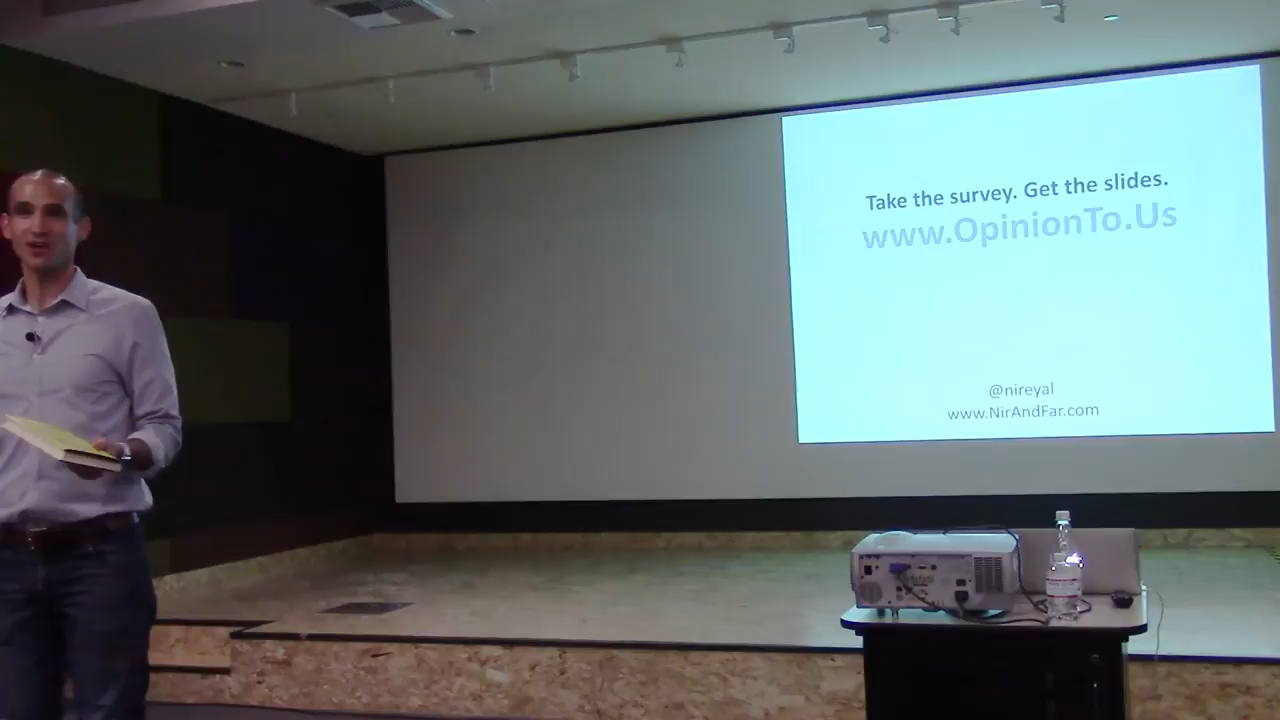 Take the survey. Get the slides.
www.OpinionTo.Us
@nireyal
www.NirAndFar.com